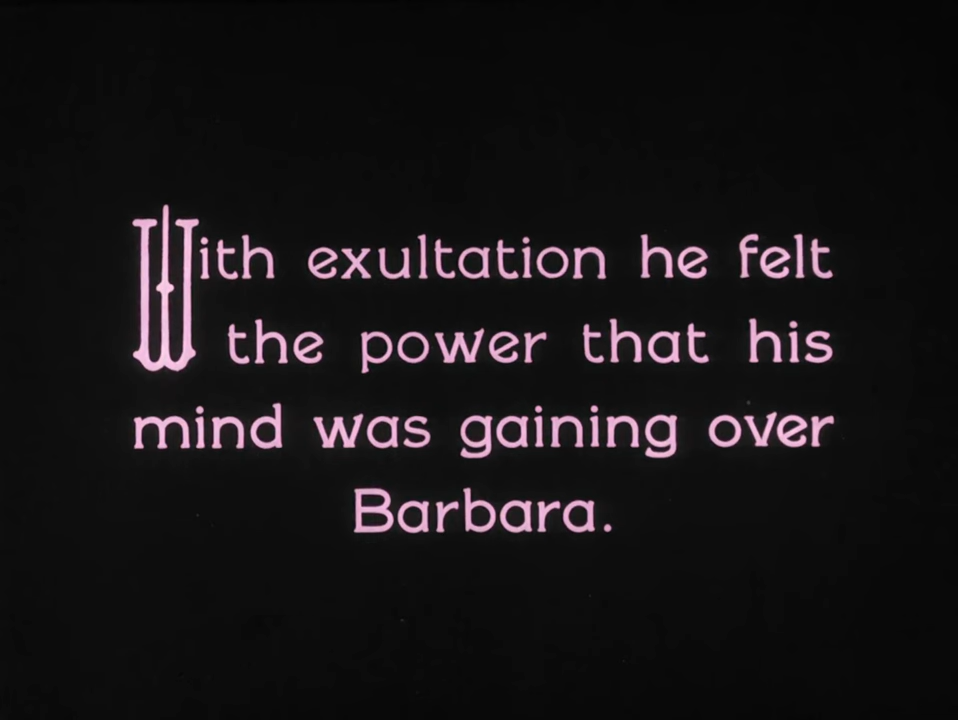 With exultation he felt
the power that his
mind was gaining over
Barbara.